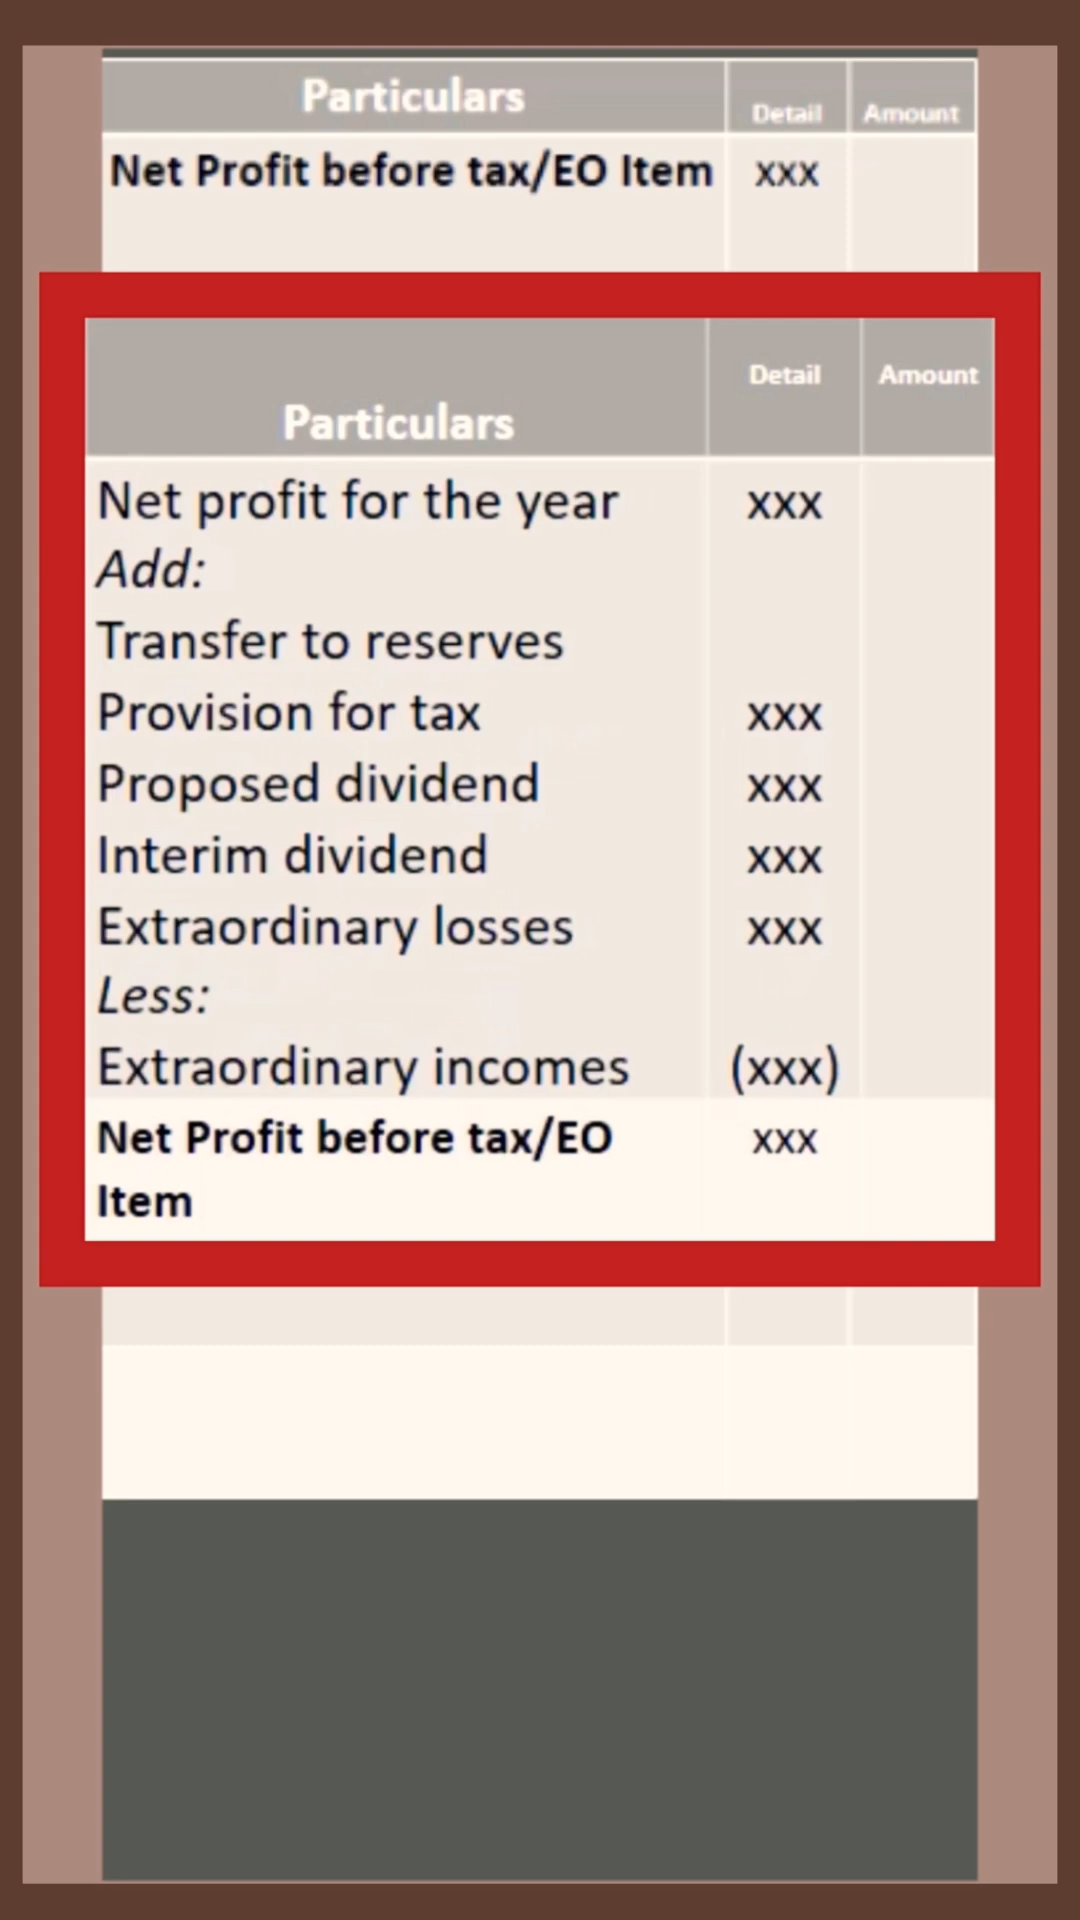 Particulars Detail Amount
Net Profit before tax/EO Item xxx
Detail Amount
Particulars
Net profit for the year xxx
Add:
Transfer to reserves
Provision for tax xxx
Proposed dividend xxx
Interim dividend xxx
Extraordinary losses xxx
Less:
Extraordinary incomes (xxx)
Net Profit before tax/EO xxx
Item